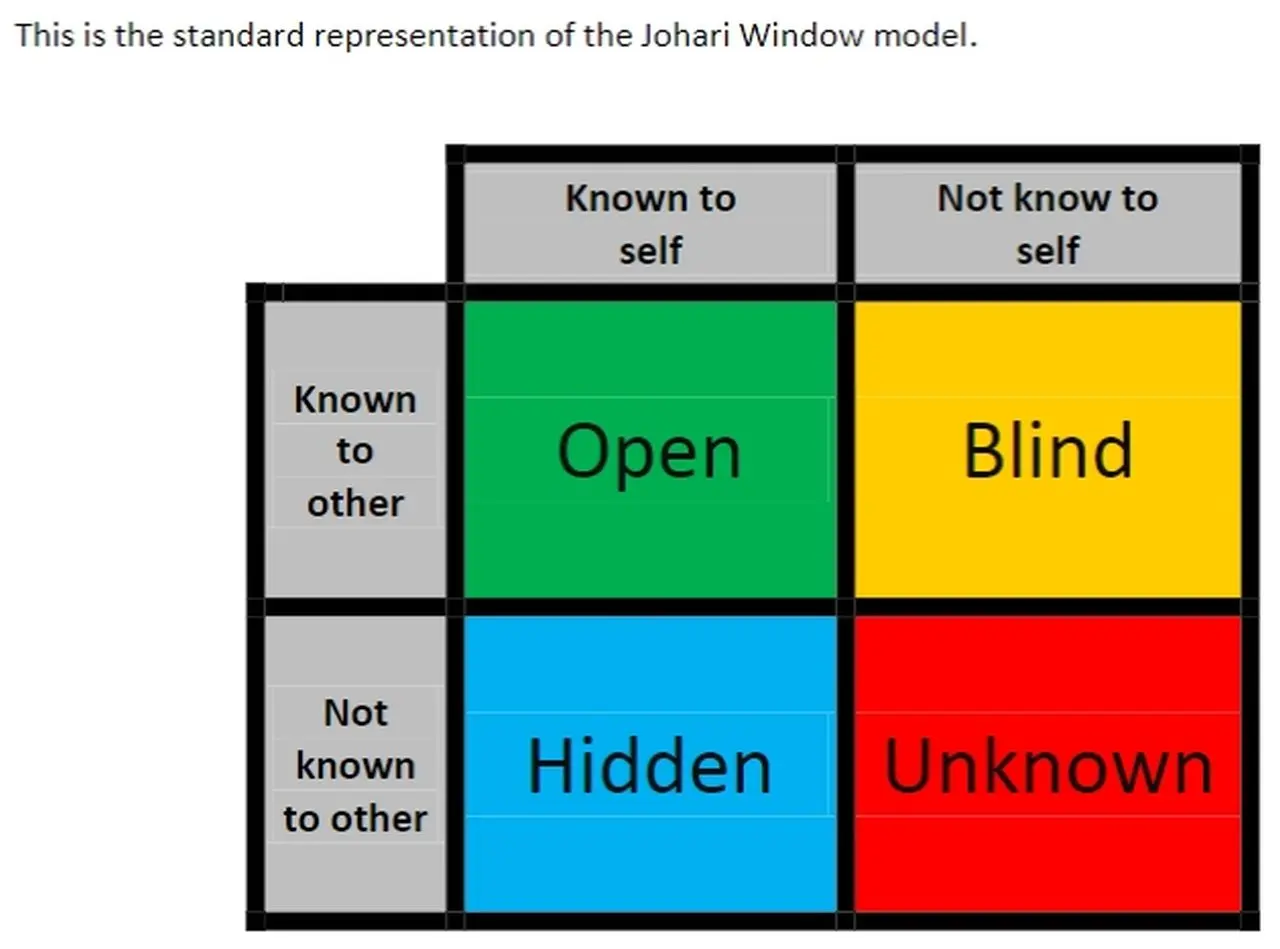 This is the standard representation of the Johari Window model.
Known to
self
Not know to
self
Known
to
other
Open
Blind
Not
known
to other
Hidden
Unknown